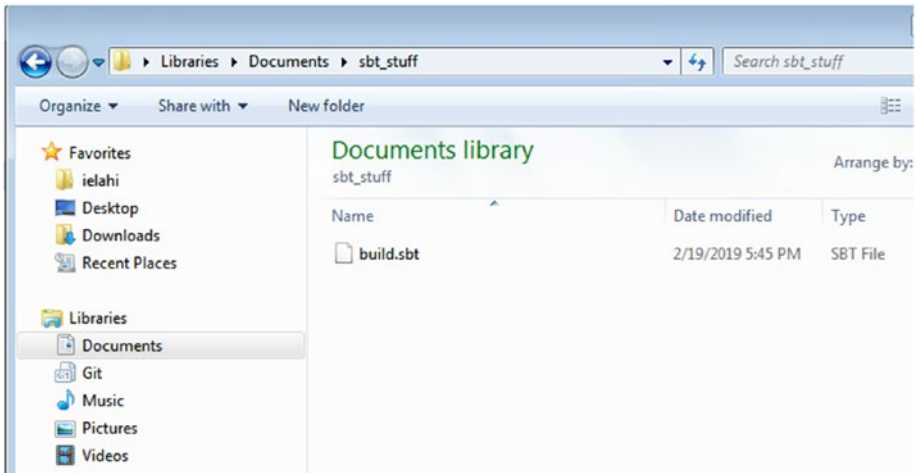 Libraries Documents sbt_stuff Search sbt_stuff
Organize Share with New folder
Favorites
ielahi
Desktop
Downloads
Recent Places
Libraries
Documents
Git
Music
Pictures
Videos
Documents library
sbt_stuff
Arrange by:
Name Date modified Type
build.sbt 2/19/2019 5:45 PM SBT File